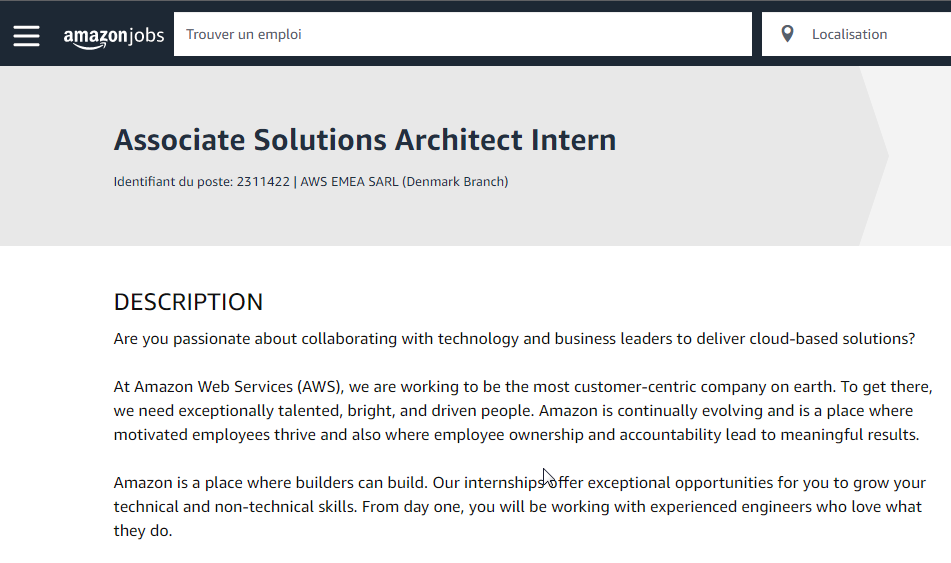 amazonjobs
Trouver un emploi
Localisation
Associate Solutions Architect Intern
Identifiant du poste: 2311422 | AWS EMEA SARL (Denmark Branch)
DESCRIPTION
Are you passionate about collaborating with technology and business leaders to deliver cloud-based solutions?
At Amazon Web Services (AWS), we are working to be the most customer-centric company on earth. To get there,
we need exceptionally talented, bright, and driven people. Amazon is continually evolving and is a place where
motivated employees thrive and also where employee ownership and accountability lead to meaningful results.
Amazon is a place where builders can build. Our internships offer exceptional opportunities for you to grow your
technical and non-technical skills. From day one, you will be working with experienced engineers who love what
they do.